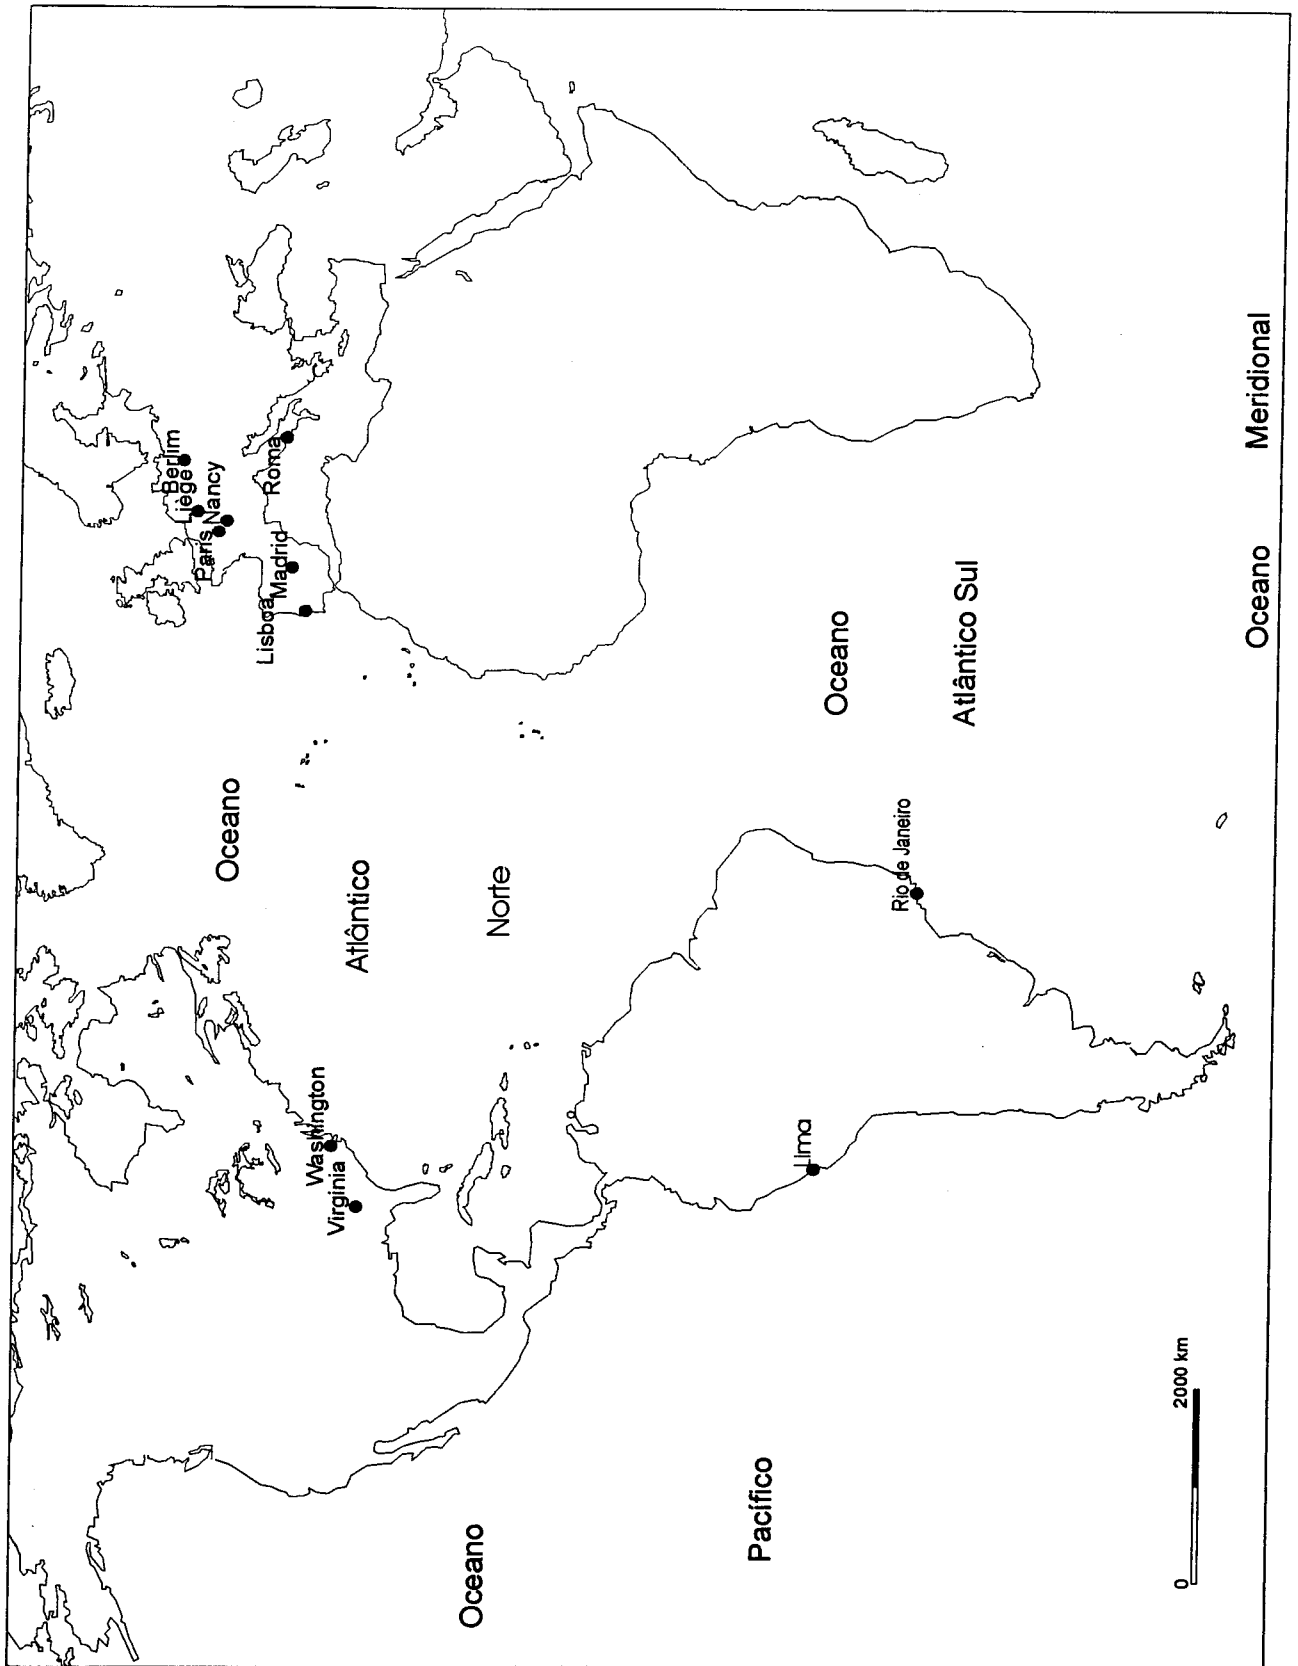 Berlim
Liège
Nancy
Paris
Roma
Madrid
Lisboa
Oceano
Atlântico
Norte
Washington
Virginia
Oceano
Atlântico Sul
Rio de Janeiro
Lima
Oceano
Pacífico
Oceano Meridional
0 2000 km